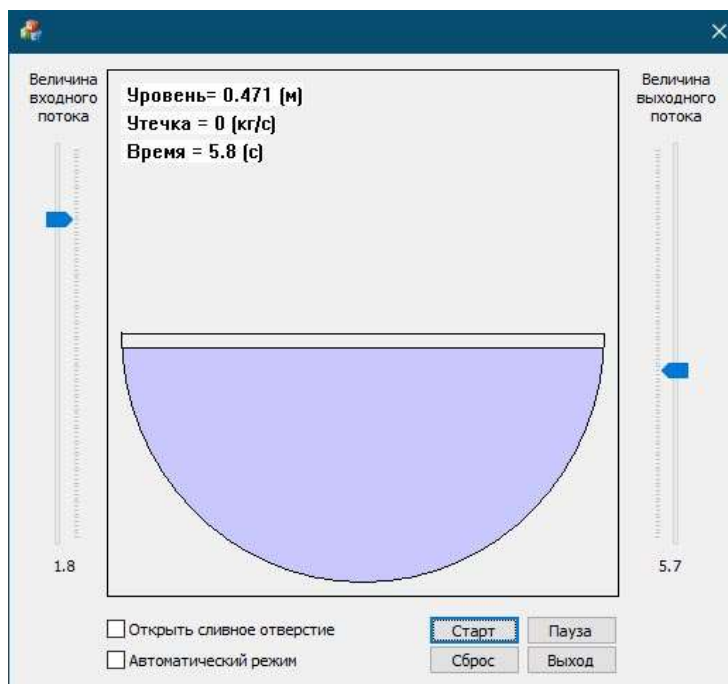 Величина
входного
потока
Уровень= 0.471 (м)
Утечка = 0 (кг/с)
Время = 5.8 (с)
Величина
выходного
потока
1.8
5.7
Открыть сливное отверстие
Автоматический режим
Старт
Пауза
Сброс
Выход